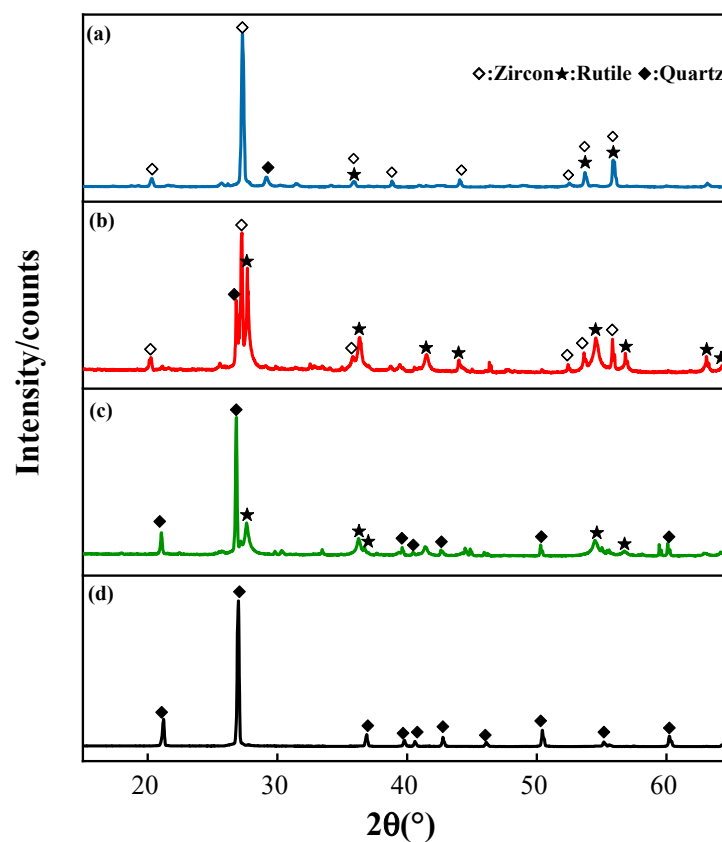 (a)
◇:Zircon★:Rutile ◆:Quartz
(b)
(c)
(d)
Intensity/counts
20 30 40 50 60
2θ(°)